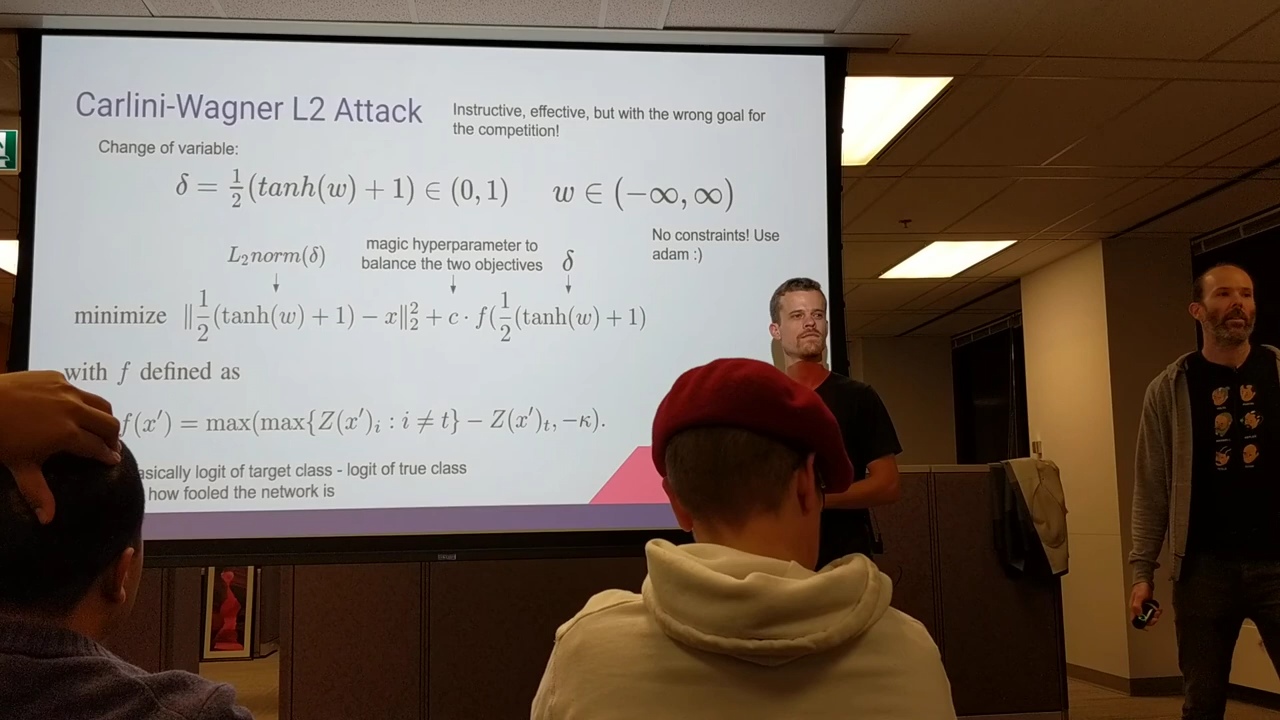 Carlini-Wagner L2 Attack
Instructive, effective, but with the wrong goal for
the competition!
Change of variable:
δ = ½(tanh(w) + 1) ∈ (0, 1)    w ∈ (−∞, ∞)
No constraints! Use
adam :)
L₂norm(δ)
magic hyperparameter to
balance the two objectives
δ
minimize ‖½(tanh(w) + 1) − x‖₂² + c · f(½(tanh(w) + 1)
with f defined as
f(x′) = max(max{Z(x′)ᵢ : i ≠ t} − Z(x′)ₜ, −κ).
asically logit of target class - logit of true class
how fooled the network is